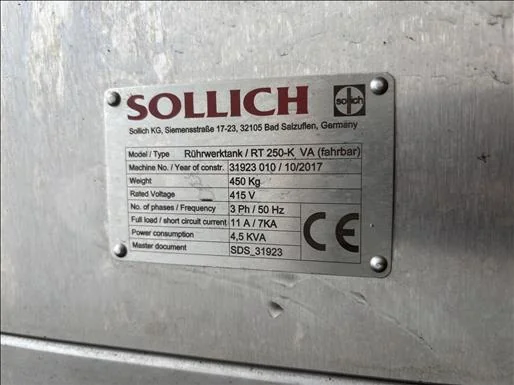 SOLLICH
sollich
Sollich KG, Siemensstraße 17-23, 32105 Bad Salzuflen, Germany
Model / Type Rührwerktank / RT 250-K VA (fahrbar)
Machine No. / Year of constr. 31923 010 / 10/2017
Weight 450 Kg
Rated Voltage 415 V
No. of phases / Frequency 3 Ph / 50 Hz
Full load / short circuit current 11 A / 7KA
Power consumption 4,5 KVA
Master document SDS_31923
CE